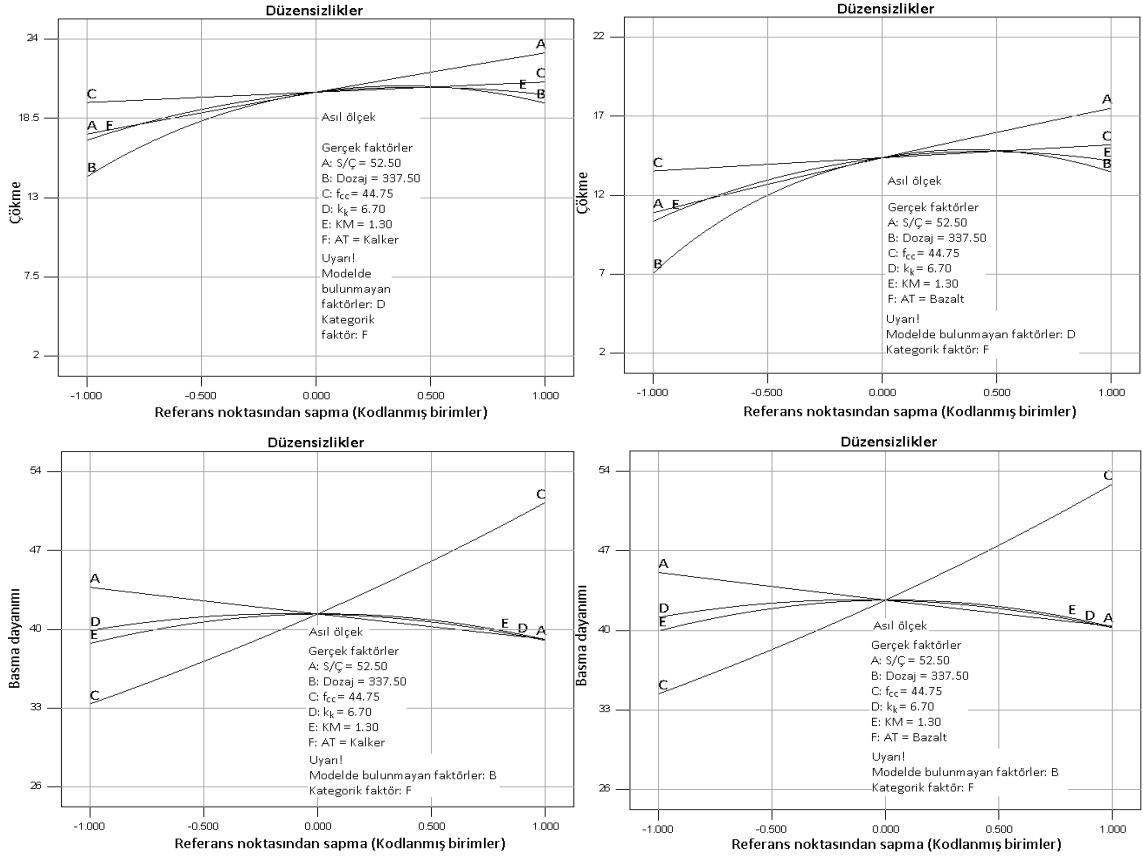 Düzensizlikler
24
18.5
13
7.5
2
Çökme
A
C
E
B
C
A E
B
Asıl ölçek
Gerçek faktörler
A: S/Ç = 52.50
B: Dozaj = 337.50
C: fcc = 44.75
D: kk = 6.70
E: KM = 1.30
F: AT = Kalker
Uyarı!
Modelde
bulunmayan
faktörler: D
Kategorik
faktör: F
-1.000 -0.500 0.000 0.500 1.000
Referans noktasından sapma (Kodlanmış birimler)
Düzensizlikler
22
17
12
7
2
Çökme
A
C
E
B
C
A E
B
Asıl ölçek
Gerçek faktörler
A: S/Ç = 52.50
B: Dozaj = 337.50
C: fcc = 44.75
D: kk = 6.70
E: KM = 1.30
F: AT = Bazalt
Uyarı!
Modelde bulunmayan faktörler: D
Kategorik faktör: F
-1.000 -0.500 0.000 0.500 1.000
Referans noktasından sapma (Kodlanmış birimler)
Düzensizlikler
54
47
40
33
26
Basma dayanımı
C
A
D
E
C
E D A
Asıl ölçek
Gerçek faktörler
A: S/Ç = 52.50
B: Dozaj = 337.50
C: fcc = 44.75
D: kk = 6.70
E: KM = 1.30
F: AT = Kalker
Uyarı!
Modelde bulunmayan faktörler: B
Kategorik faktör: F
-1.000 -0.500 0.000 0.500 1.000
Referans noktasından sapma (Kodlanmış birimler)
Düzensizlikler
54
47
40
33
26
Basma dayanımı
C
A
D
E
C
E D A
Asıl ölçek
Gerçek faktörler
A: S/Ç = 52.50
B: Dozaj = 337.50
C: fcc = 44.75
D: kk = 6.70
E: KM = 1.30
F: AT = Bazalt
Uyarı!
Modelde bulunmayan faktörler: B
Kategorik faktör: F
-1.000 -0.500 0.000 0.500 1.000
Referans noktasından sapma (Kodlanmış birimler)